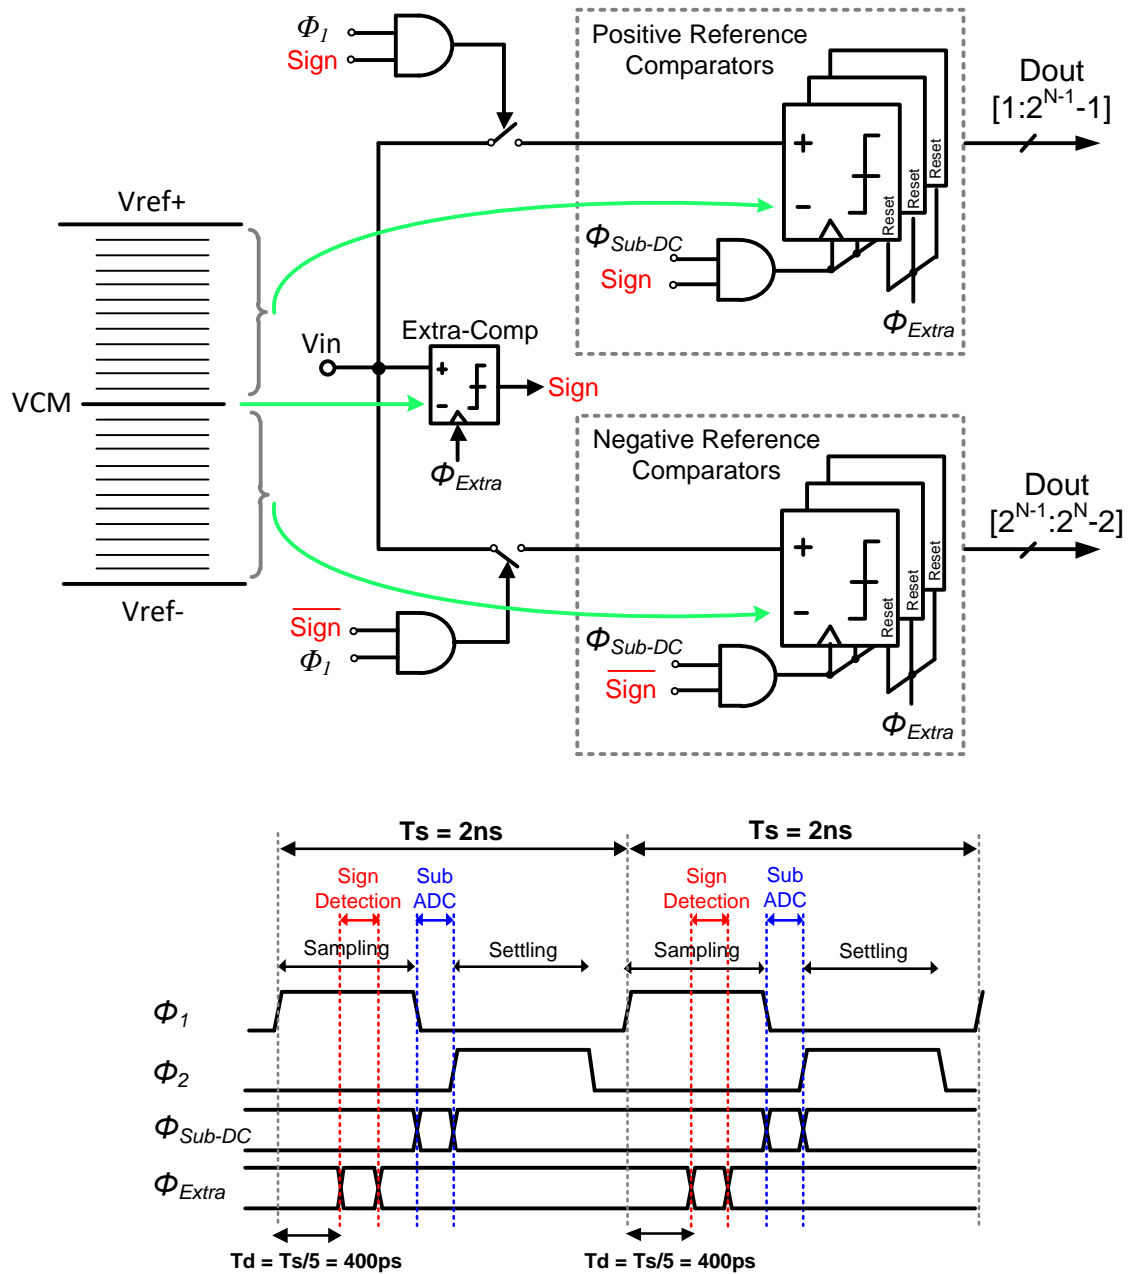 Φ1
Sign
Positive Reference
Comparators
Dout
[1:2^N-1-1]
+
−
Reset
Reset
Reset
ΦSub-DC
Sign
ΦExtra
Vref+
VCM
Vref-
Vin
Extra-Comp
+
−
Sign
ΦExtra
Negative Reference
Comparators
Dout
[2^N-1:2^N-2]
+
−
Reset
Reset
Reset
Sign
Φ1
ΦSub-DC
Sign
ΦExtra
Ts = 2ns
Ts = 2ns
Sign
Detection
Sub
ADC
Sign
Detection
Sub
ADC
Sampling
Settling
Sampling
Settling
Φ1
Φ2
ΦSub-DC
ΦExtra
Td = Ts/5 = 400ps
Td = Ts/5 = 400ps